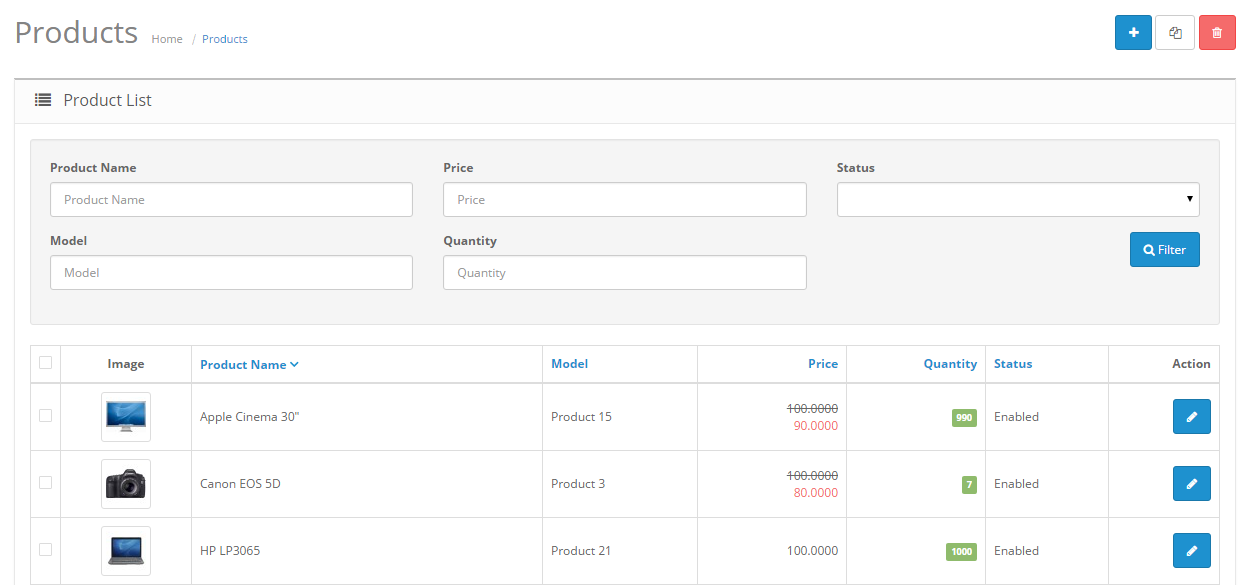 Products Home / Products
Product List
Product Name Price Status
Product Name Price
Model Quantity
Filter
Model Quantity
Image Product Name Model Price Quantity Status Action
Apple Cinema 30" Product 15 100.0000 990 Enabled
90.0000
Canon EOS 5D Product 3 100.0000 7 Enabled
80.0000
HP LP3065 Product 21 100.0000 1000 Enabled